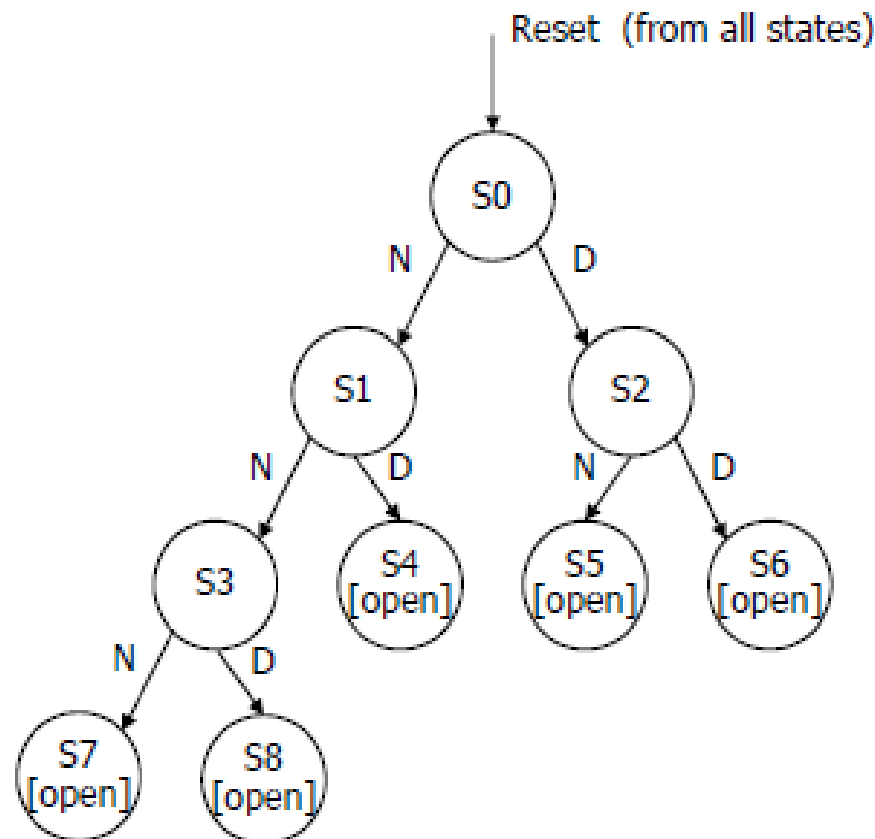 Reset (from all states)
S0
N
D
S1
S2
N
D
N
D
S3
S4
[open]
S5
[open]
S6
[open]
N
D
S7
[open]
S8
[open]